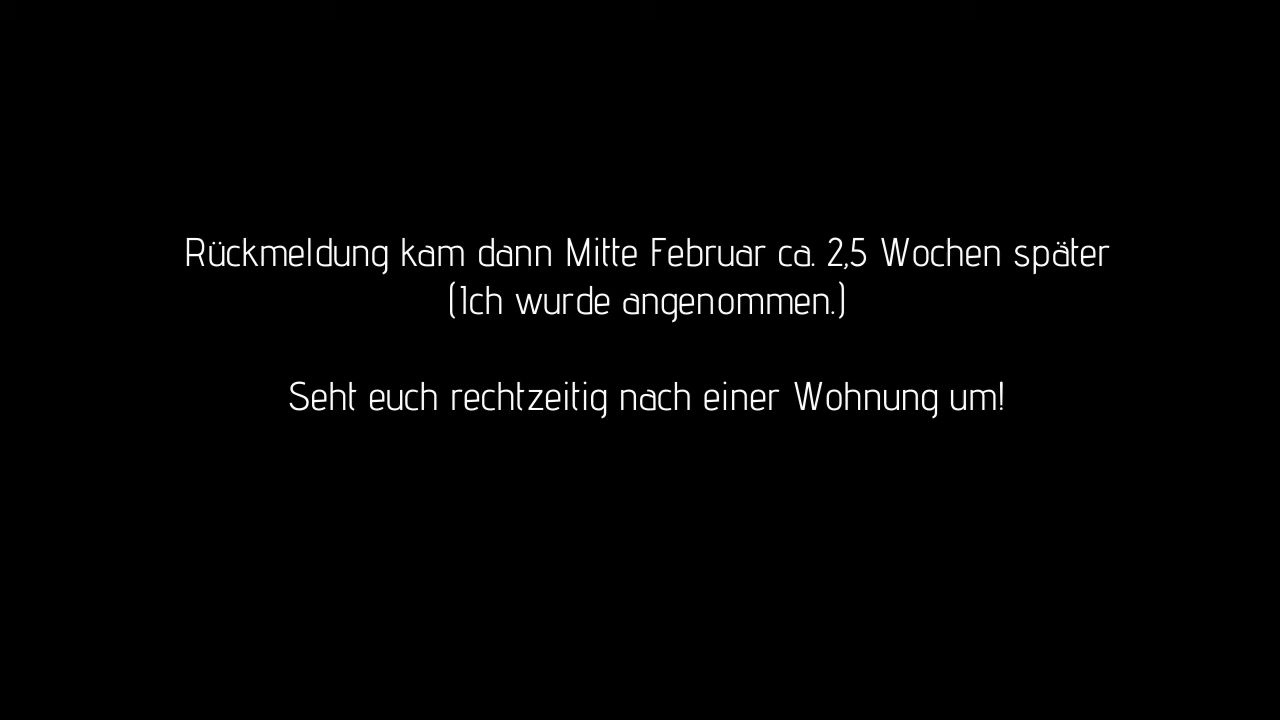 Rückmeldung kam dann Mitte Februar ca. 2,5 Wochen später
(Ich wurde angenommen.)
Seht euch rechtzeitig nach einer Wohnung um!